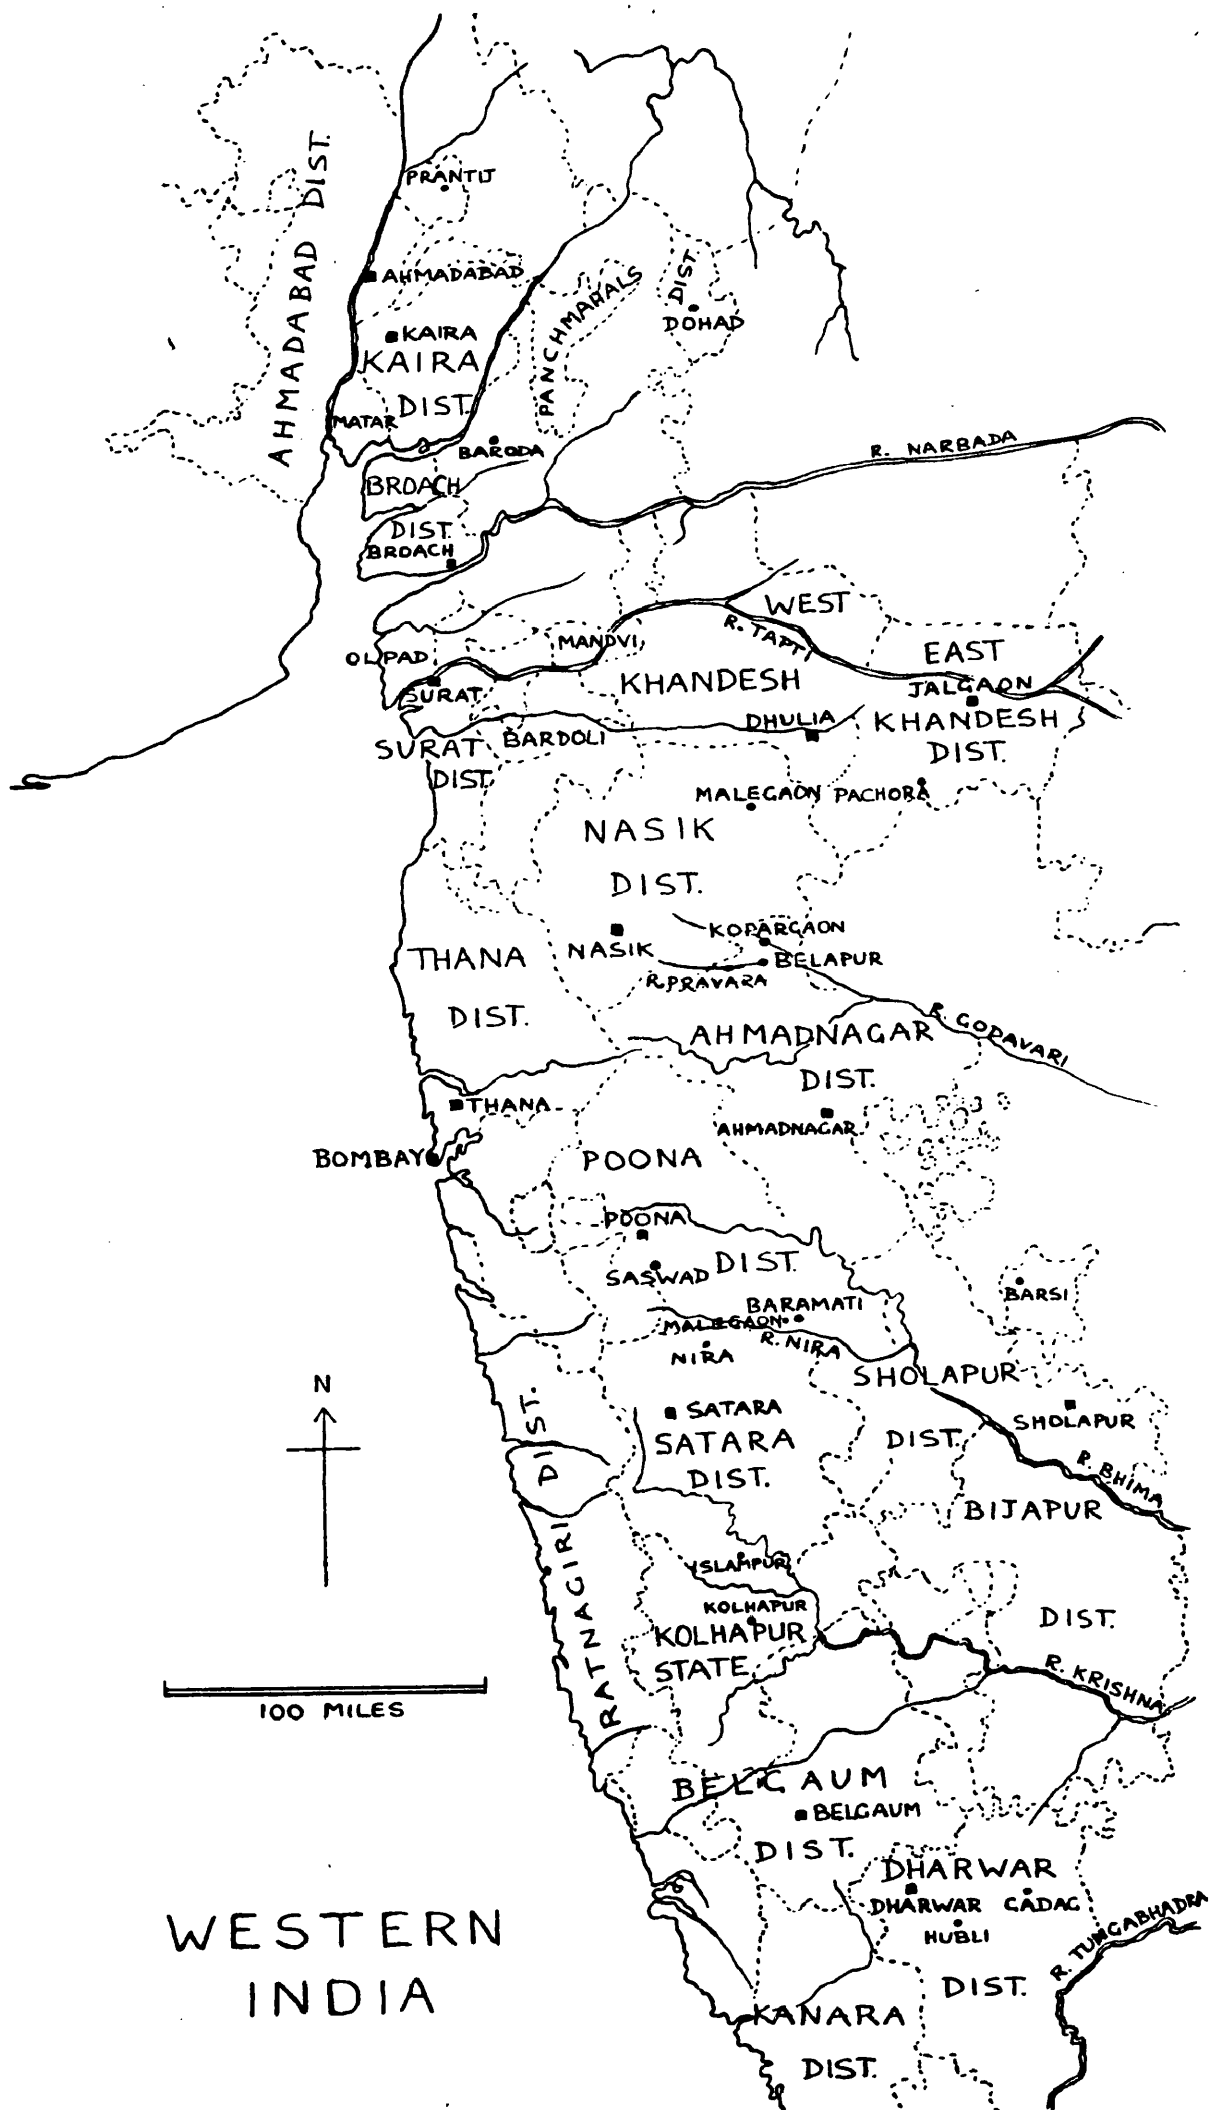 PRANTIJ
AHMADABAD DIST.
AHMADABAD
PANCHMAHALS DIST.
DOHAD
KAIRA
KAIRA
DIST.
MATAR
BARODA
R. NARBADA
BROACH
DIST.
BROACH
WEST
R. TAPTI
MANDVI
EAST
OLPAD
KHANDESH
JALGAON
SURAT
DHULIA
KHANDESH
SURAT
BARDOLI
DIST.
DIST.
MALEGAON
PACHORA
NASIK
DIST.
KOPARGAON
NASIK
BELAPUR
THANA
R. PRAVARA
DIST.
R. GODAVARI
AHMADNAGAR
DIST.
THANA
AHMADNAGAR
BOMBAY
POONA
POONA
DIST.
SASWAD
BARSI
BARAMATI
MALEGAON
R. NIRA
NIRA
SHOLAPUR
N
SATARA
SHOLAPUR
SATARA
DIST.
DIST.
R. BHIMA
BIJAPUR
RATNAGIRI DIST.
YSLAMPUR
KOLHAPUR
DIST.
KOLHAPUR
STATE
R. KRISHNA
100 MILES
BELGAUM
BELGAUM
DIST.
DHARWAR
DHARWAR
GADAG
HUBLI
R. TUNGABHADRA
WESTERN
INDIA
DIST.
KANARA
DIST.